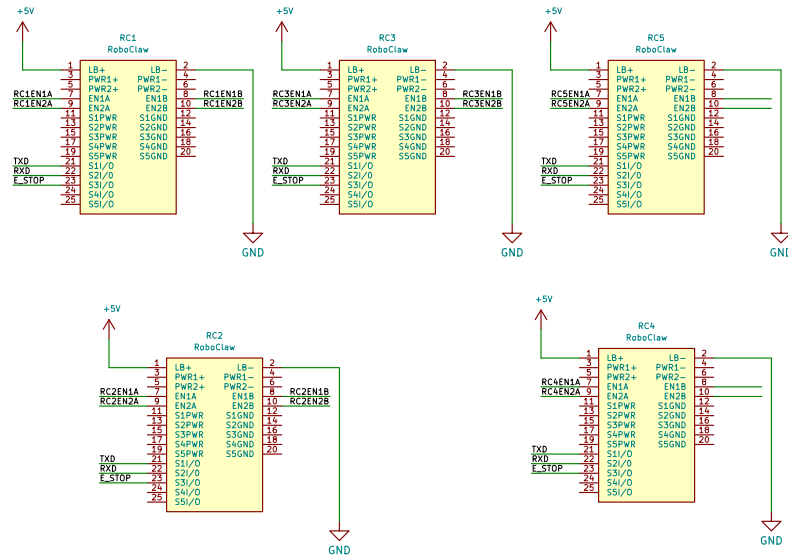 +5V
RC1
RoboClaw
1 LB+ LB- 2
3 PWR1+ PWR1- 4
5 PWR2+ PWR2- 6
RC1EN1A 7 EN1A EN1B 8 RC1EN1B
RC1EN2A 9 EN2A EN2B 10 RC1EN2B
11 S1PWR S1GND 12
13 S2PWR S2GND 14
15 S3PWR S3GND 16
17 S4PWR S4GND 18
19 S5PWR S5GND 20
TXD 21 S1I/O
RXD 22 S2I/O
E_STOP 23 S3I/O
24 S4I/O
25 S5I/O
GND
+5V
RC3
RoboClaw
1 LB+ LB- 2
3 PWR1+ PWR1- 4
5 PWR2+ PWR2- 6
RC3EN1A 7 EN1A EN1B 8 RC3EN1B
RC3EN2A 9 EN2A EN2B 10 RC3EN2B
11 S1PWR S1GND 12
13 S2PWR S2GND 14
15 S3PWR S3GND 16
17 S4PWR S4GND 18
19 S5PWR S5GND 20
TXD 21 S1I/O
RXD 22 S2I/O
E_STOP 23 S3I/O
24 S4I/O
25 S5I/O
GND
+5V
RC5
RoboClaw
1 LB+ LB- 2
3 PWR1+ PWR1- 4
5 PWR2+ PWR2- 6
RC5EN1A 7 EN1A EN1B 8
RC5EN2A 9 EN2A EN2B 10
11 S1PWR S1GND 12
13 S2PWR S2GND 14
15 S3PWR S3GND 16
17 S4PWR S4GND 18
19 S5PWR S5GND 20
TXD 21 S1I/O
RXD 22 S2I/O
E_STOP 23 S3I/O
24 S4I/O
25 S5I/O
GND
+5V
RC2
RoboClaw
1 LB+ LB- 2
3 PWR1+ PWR1- 4
5 PWR2+ PWR2- 6
RC2EN1A 7 EN1A EN1B 8 RC2EN1B
RC2EN2A 9 EN2A EN2B 10 RC2EN2B
11 S1PWR S1GND 12
13 S2PWR S2GND 14
15 S3PWR S3GND 16
17 S4PWR S4GND 18
19 S5PWR S5GND 20
TXD 21 S1I/O
RXD 22 S2I/O
E_STOP 23 S3I/O
24 S4I/O
25 S5I/O
GND
+5V
RC4
RoboClaw
1 LB+ LB- 2
3 PWR1+ PWR1- 4
5 PWR2+ PWR2- 6
RC4EN1A 7 EN1A EN1B 8
RC4EN2A 9 EN2A EN2B 10
11 S1PWR S1GND 12
13 S2PWR S2GND 14
15 S3PWR S3GND 16
17 S4PWR S4GND 18
19 S5PWR S5GND 20
TXD 21 S1I/O
RXD 22 S2I/O
E_STOP 23 S3I/O
24 S4I/O
25 S5I/O
GND